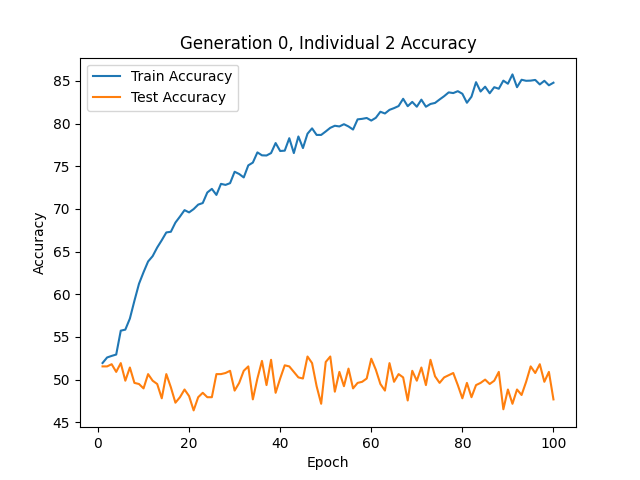 Generation 0, Individual 2 Accuracy
Train Accuracy
Test Accuracy
85
80
75
70
65
60
55
50
45
Accuracy
0 20 40 60 80 100
Epoch